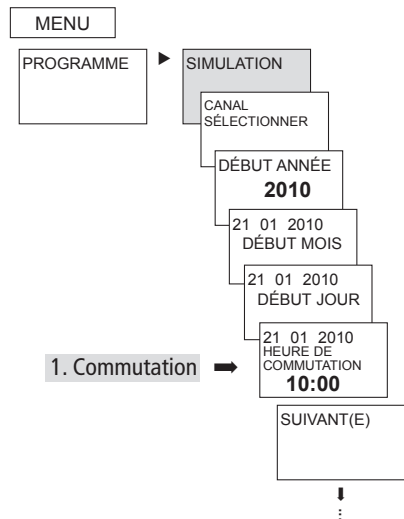 MENU
PROGRAMME
SIMULATION
CANAL
SÉLECTIONNER
DÉBUT ANNÉE
2010
21 01 2010
DÉBUT MOIS
21 01 2010
DÉBUT JOUR
21 01 2010
HEURE DE
COMMUTATION
10:00
1. Commutation
SUIVANT(E)